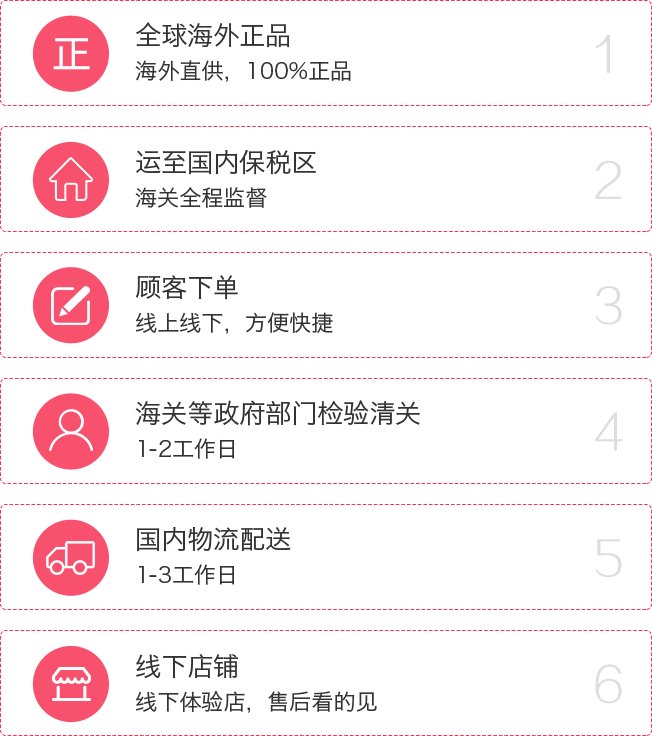 正
全球海外正品
海外直供，100%正品
1
运至国内保税区
海关全程监督
2
顾客下单
线上线下，方便快捷
3
海关等政府部门检验清关
1-2工作日
4
国内物流配送
1-3工作日
5
线下店铺
线下体验店，售后看的见
6